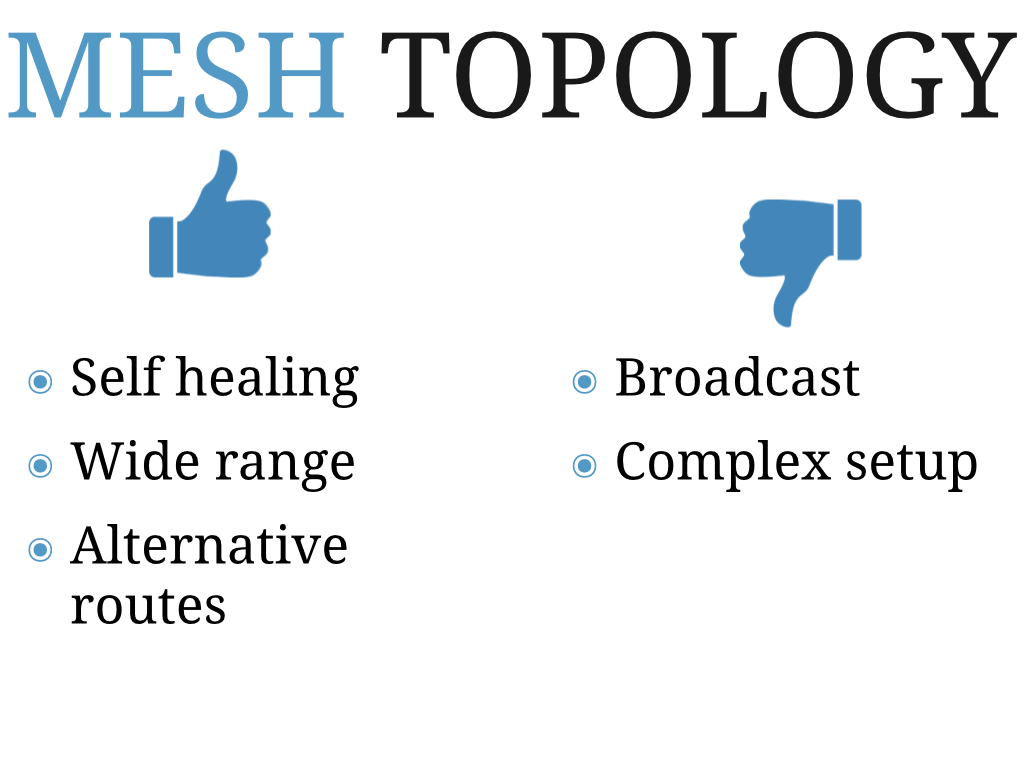 MESH TOPOLOGY
Self healing
Wide range
Alternative
routes
Broadcast
Complex setup